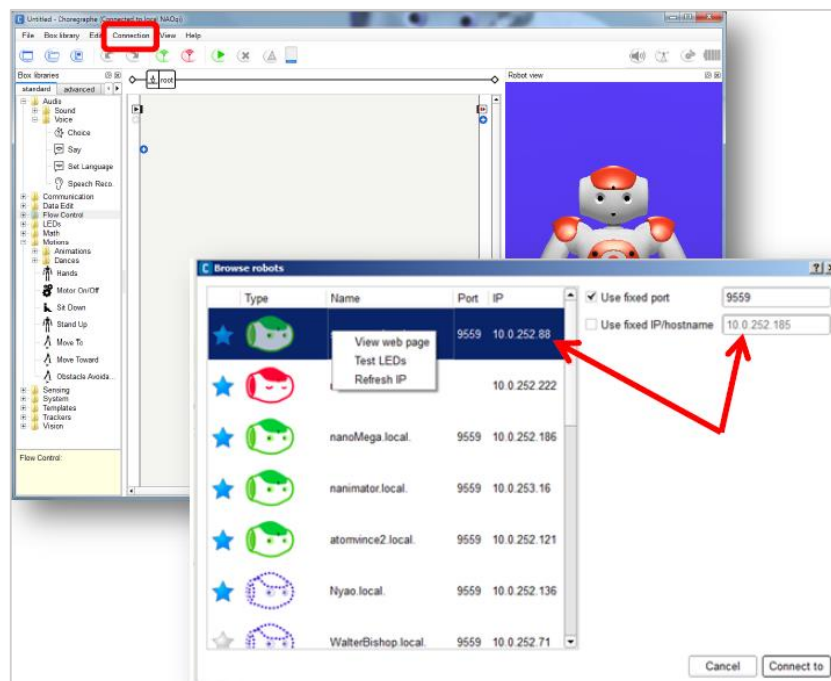 Untitled - Choregraphe (Connected to local NAOqi)
File Box library Edit Connection View Help
Box libraries
standard advanced
root
Robot view
Audio
Sound
Voice
Choice
Say
Set Language
Speech Reco.
Communication
Data Edit
Flow Control
LEDs
Math
Motions
Animations
Dances
Hands
Motor On/Off
Sit Down
Stand Up
Move To
Move Toward
Obstacle Avoida...
Sensing
System
Templates
Trackers
Vision
Flow Control:
Browse robots
Type Name Port IP
9559 10.0.252.88
View web page
Test LEDs
Refresh IP
10.0.252.222
nanoMega.local. 9559 10.0.252.186
nanimator.local. 9559 10.0.253.16
atomvince2.local. 9559 10.0.252.121
Nyao.local. 9559 10.0.252.136
WalterBishop.local. 9559 10.0.252.71
Use fixed port 9559
Use fixed IP/hostname 10.0.252.185
Cancel Connect to